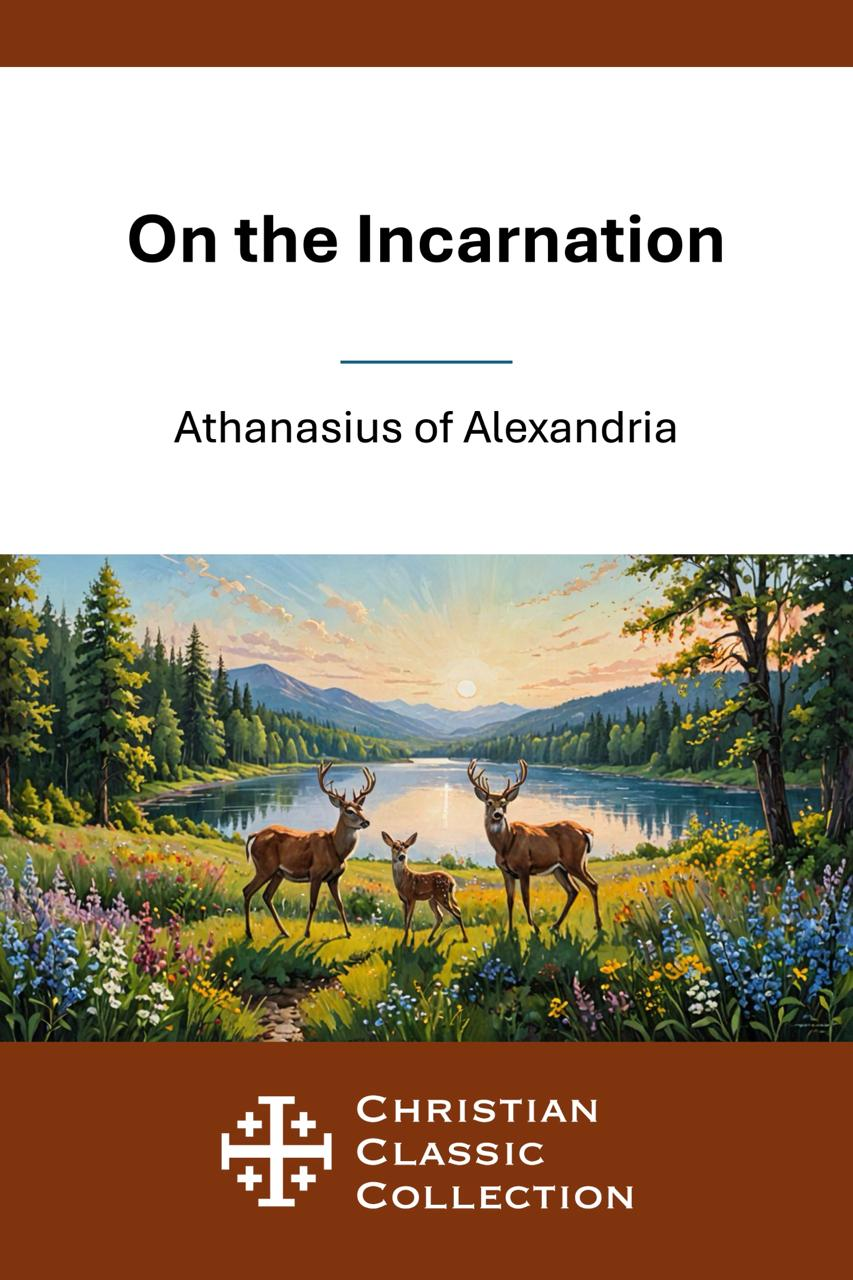 On the Incarnation
Athanasius of Alexandria
Christian
Classic
Collection